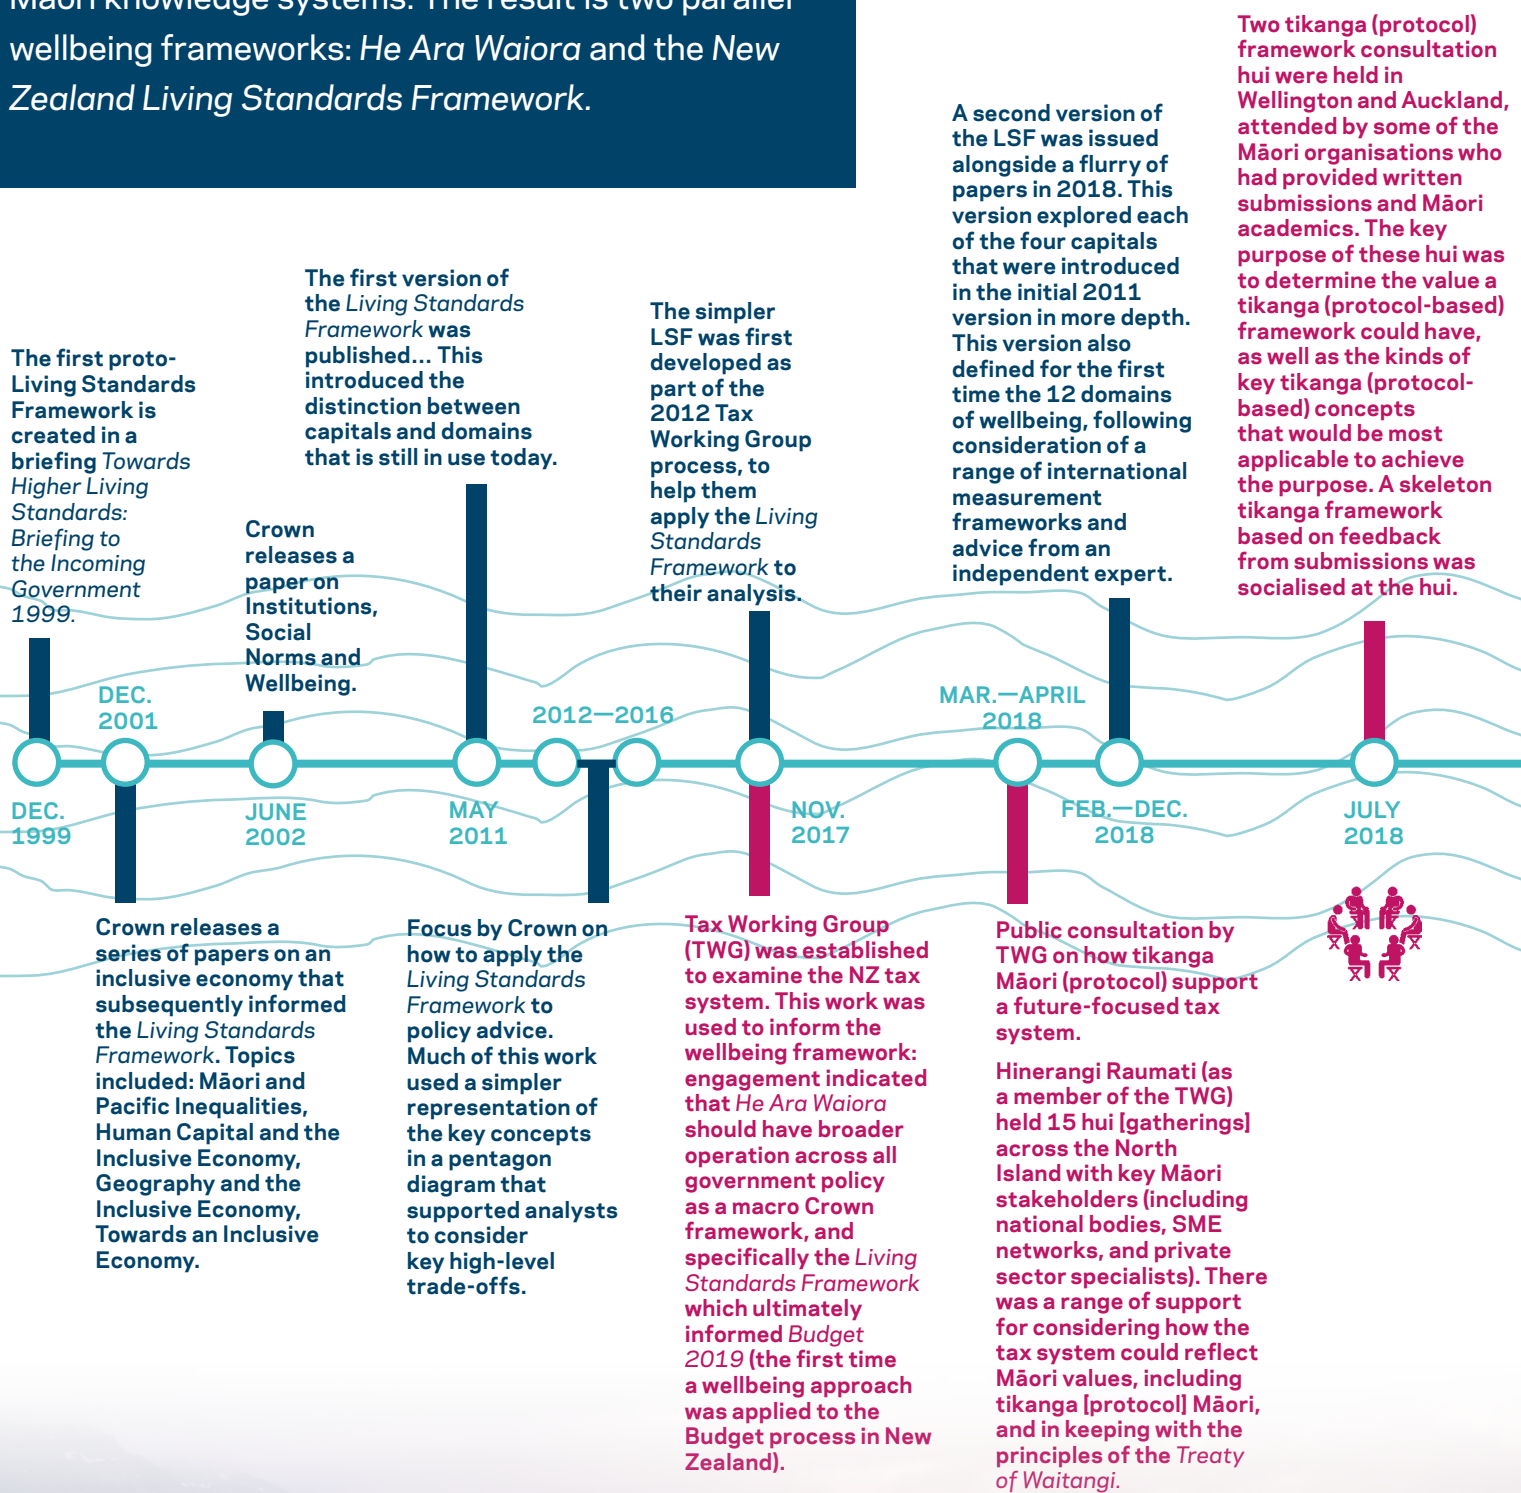 Māori knowledge systems. The result is two parallel
wellbeing frameworks: He Ara Waiora and the New
Zealand Living Standards Framework.
The first proto-
Living Standards
Framework is
created in a
briefing Towards
Higher Living
Standards:
Briefing to
the Incoming
Government
1999.
DEC.
1999
DEC.
2001
Crown releases a
series of papers on an
inclusive economy that
subsequently informed
the Living Standards
Framework. Topics
included: Māori and
Pacific Inequalities,
Human Capital and the
Inclusive Economy,
Geography and the
Inclusive Economy,
Towards an Inclusive
Economy.
Crown
releases a
paper on
Institutions,
Social
Norms and
Wellbeing.
JUNE
2002
The first version of
the Living Standards
Framework was
published... This
introduced the
distinction between
capitals and domains
that is still in use today.
MAY
2011
2012—2016
Focus by Crown on
how to apply the
Living Standards
Framework to
policy advice.
Much of this work
used a simpler
representation of
the key concepts
in a pentagon
diagram that
supported analysts
to consider
key high-level
trade-offs.
The simpler
LSF was first
developed as
part of the
2012 Tax
Working Group
process, to
help them
apply the Living
Standards
Framework to
their analysis.
NOV.
2017
Tax Working Group
(TWG) was established
to examine the NZ tax
system. This work was
used to inform the
wellbeing framework:
engagement indicated
that He Ara Waiora
should have broader
operation across all
government policy
as a macro Crown
framework, and
specifically the Living
Standards Framework
which ultimately
informed Budget
2019 (the first time
a wellbeing approach
was applied to the
Budget process in New
Zealand).
MAR.—APRIL
2018
Public consultation by
TWG on how tikanga
Māori (protocol) support
a future-focused tax
system.
Hinerangi Raumati (as
a member of the TWG)
held 15 hui [gatherings]
across the North
Island with key Māori
stakeholders (including
national bodies, SME
networks, and private
sector specialists). There
was a range of support
for considering how the
tax system could reflect
Māori values, including
tikanga [protocol] Māori,
and in keeping with the
principles of the Treaty
of Waitangi.
A second version of
the LSF was issued
alongside a flurry of
papers in 2018. This
version explored each
of the four capitals
that were introduced
in the initial 2011
version in more depth.
This version also
defined for the first
time the 12 domains
of wellbeing, following
consideration of a
range of international
measurement
frameworks and
advice from an
independent expert.
FEB.—DEC.
2018
Two tikanga (protocol)
framework consultation
hui were held in
Wellington and Auckland,
attended by some of the
Māori organisations who
had provided written
submissions and Māori
academics. The key
purpose of these hui was
to determine the value a
tikanga (protocol-based)
framework could have,
as well as the kinds of
key tikanga (protocol-
based) concepts
that would be most
applicable to achieve
the purpose. A skeleton
tikanga framework
based on feedback
from submissions was
socialised at the hui.
JULY
2018